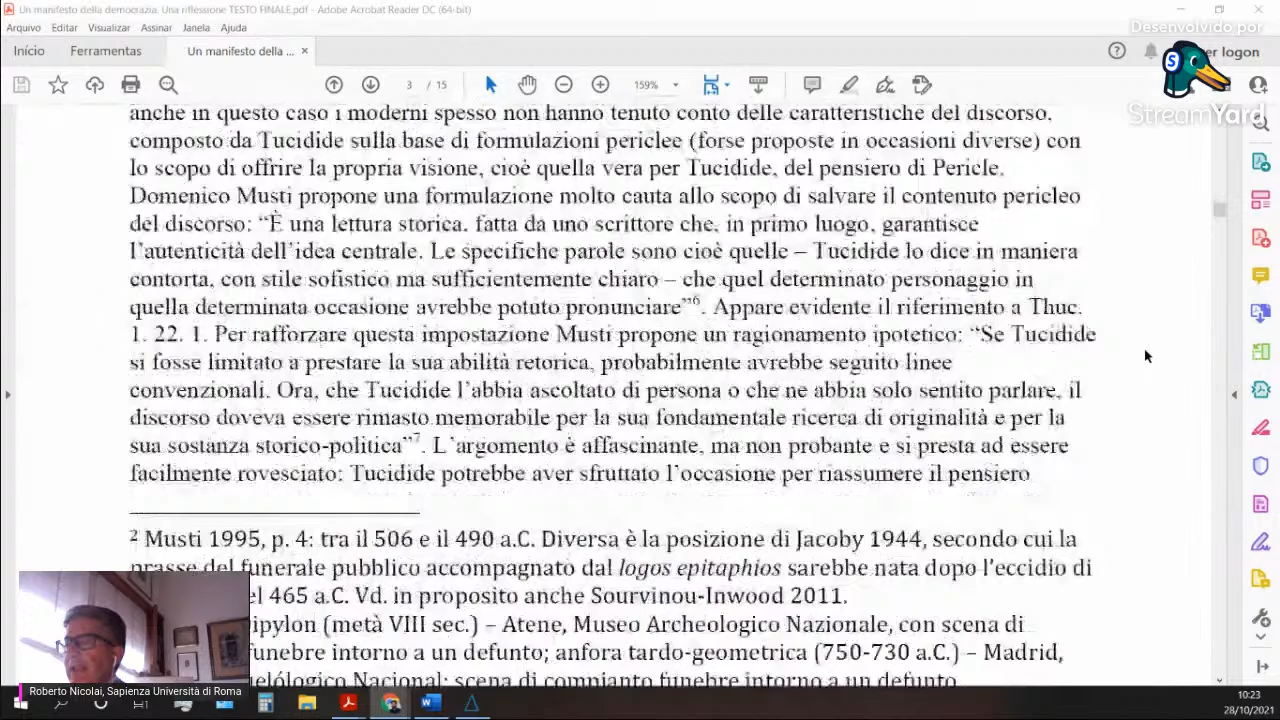 Un manifesto della democrazia. Una riflessione TESTO FINALE.pdf - Adobe Acrobat Reader DC (64-bit)
Desenvolvido por
Arquivo Editar Visualizar Assinar Janela Ajuda
Início Ferramentas Un manifesto della ... ×
er logon
3 / 15 159%
StreamYard
anche in questo caso i moderni spesso non hanno tenuto conto delle caratteristiche del discorso,
composto da Tucidide sulla base di formulazioni periclee (forse proposte in occasioni diverse) con
lo scopo di offrire la propria visione, cioè quella vera per Tucidide, del pensiero di Pericle.
Domenico Musti propone una formulazione molto cauta allo scopo di salvare il contenuto pericleo
del discorso: “È una lettura storica, fatta da uno scrittore che, in primo luogo, garantisce
l’autenticità dell’idea centrale. Le specifiche parole sono cioè quelle – Tucidide lo dice in maniera
contorta, con stile sofistico ma sufficientemente chiaro – che quel determinato personaggio in
quella determinata occasione avrebbe potuto pronunciare”6. Appare evidente il riferimento a Thuc.
1. 22. 1. Per rafforzare questa impostazione Musti propone un ragionamento ipotetico: “Se Tucidide
si fosse limitato a prestare la sua abilità retorica, probabilmente avrebbe seguito linee
convenzionali. Ora, che Tucidide l’abbia ascoltato di persona o che ne abbia solo sentito parlare, il
discorso doveva essere rimasto memorabile per la sua fondamentale ricerca di originalità e per la
sua sostanza storico-politica”7. L’argomento è affascinante, ma non probante e si presta ad essere
facilmente rovesciato: Tucidide potrebbe aver sfruttato l’occasione per riassumere il pensiero
2 Musti 1995, p. 4: tra il 506 e il 490 a.C. Diversa è la posizione di Jacoby 1944, secondo cui la
prasse del funerale pubblico accompagnato dal logos epitaphios sarebbe nata dopo l’eccidio di
el 465 a.C. Vd. in proposito anche Sourvinou-Inwood 2011.
ipylon (metà VIII sec.) – Atene, Museo Archeologico Nazionale, con scena di
funebre intorno a un defunto; anfora tardo-geometrica (750-730 a.C.) – Madrid,
uelólogico Nacional: scena di compianto funebre intorno a un defunto
Roberto Nicolai, Sapienza Università di Roma
10:23
28/10/2021